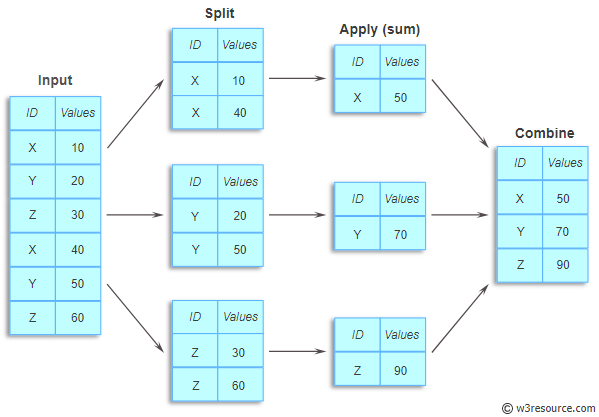 Input
ID Values
X 10
Y 20
Z 30
X 40
Y 50
Z 60
Split
ID Values
X 10
X 40
ID Values
Y 20
Y 50
ID Values
Z 30
Z 60
Apply (sum)
ID Values
X 50
ID Values
Y 70
ID Values
Z 90
Combine
ID Values
X 50
Y 70
Z 90
© w3resource.com